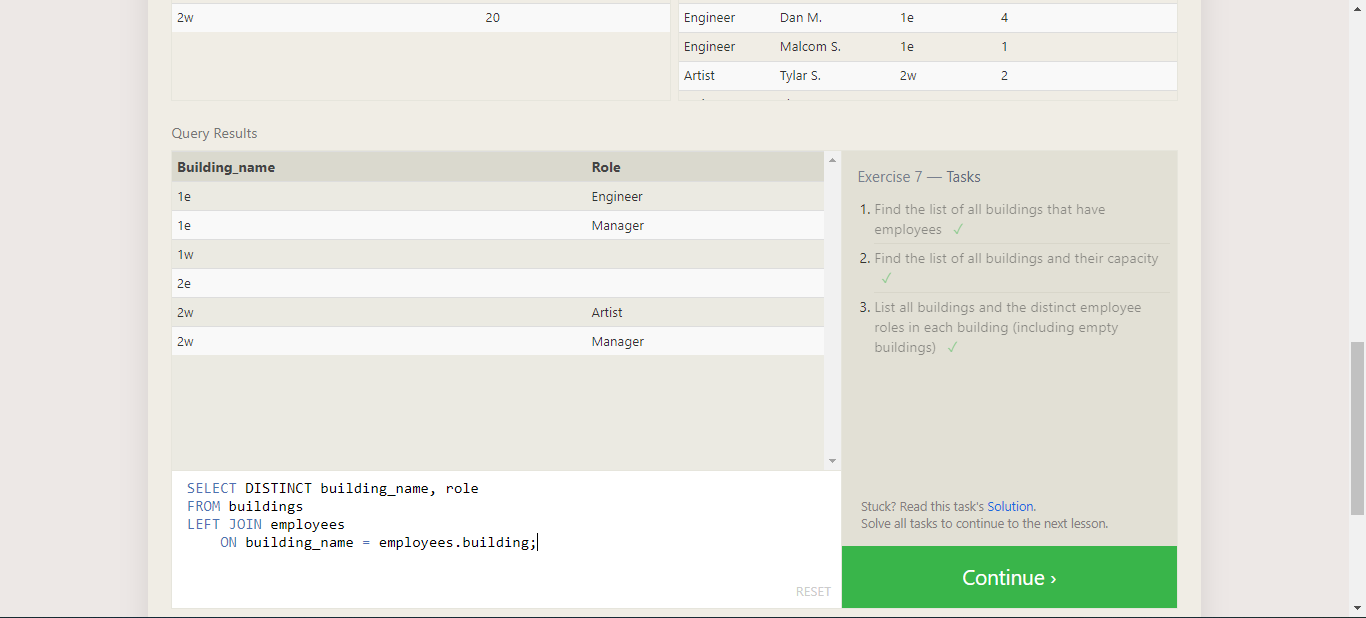 2w 20
Engineer Dan M. 1e 4
Engineer Malcom S. 1e 1
Artist Tylar S. 2w 2
Query Results
Building_name Role
1e Engineer
1e Manager
1w
2e
2w Artist
2w Manager
SELECT DISTINCT building_name, role
FROM buildings
LEFT JOIN employees
ON building_name = employees.building;
RESET
Exercise 7 — Tasks
1. Find the list of all buildings that have
employees ✓
2. Find the list of all buildings and their capacity
✓
3. List all buildings and the distinct employee
roles in each building (including empty
buildings) ✓
Stuck? Read this task's Solution.
Solve all tasks to continue to the next lesson.
Continue ›